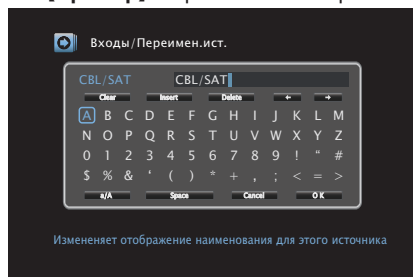 Входы/Переимен.ист.
CBL/SAT CBL/SAT
Clear Insert Delete ← →
A B C D E F G H I J K L M
N O P Q R S T U V W X Y Z
0 1 2 3 4 5 6 7 8 9 ! “ #
$ % & ‘ ( ) * + , ; < = >
a/A Space Cancel OK
Измененяет отображение наименования для этого источника